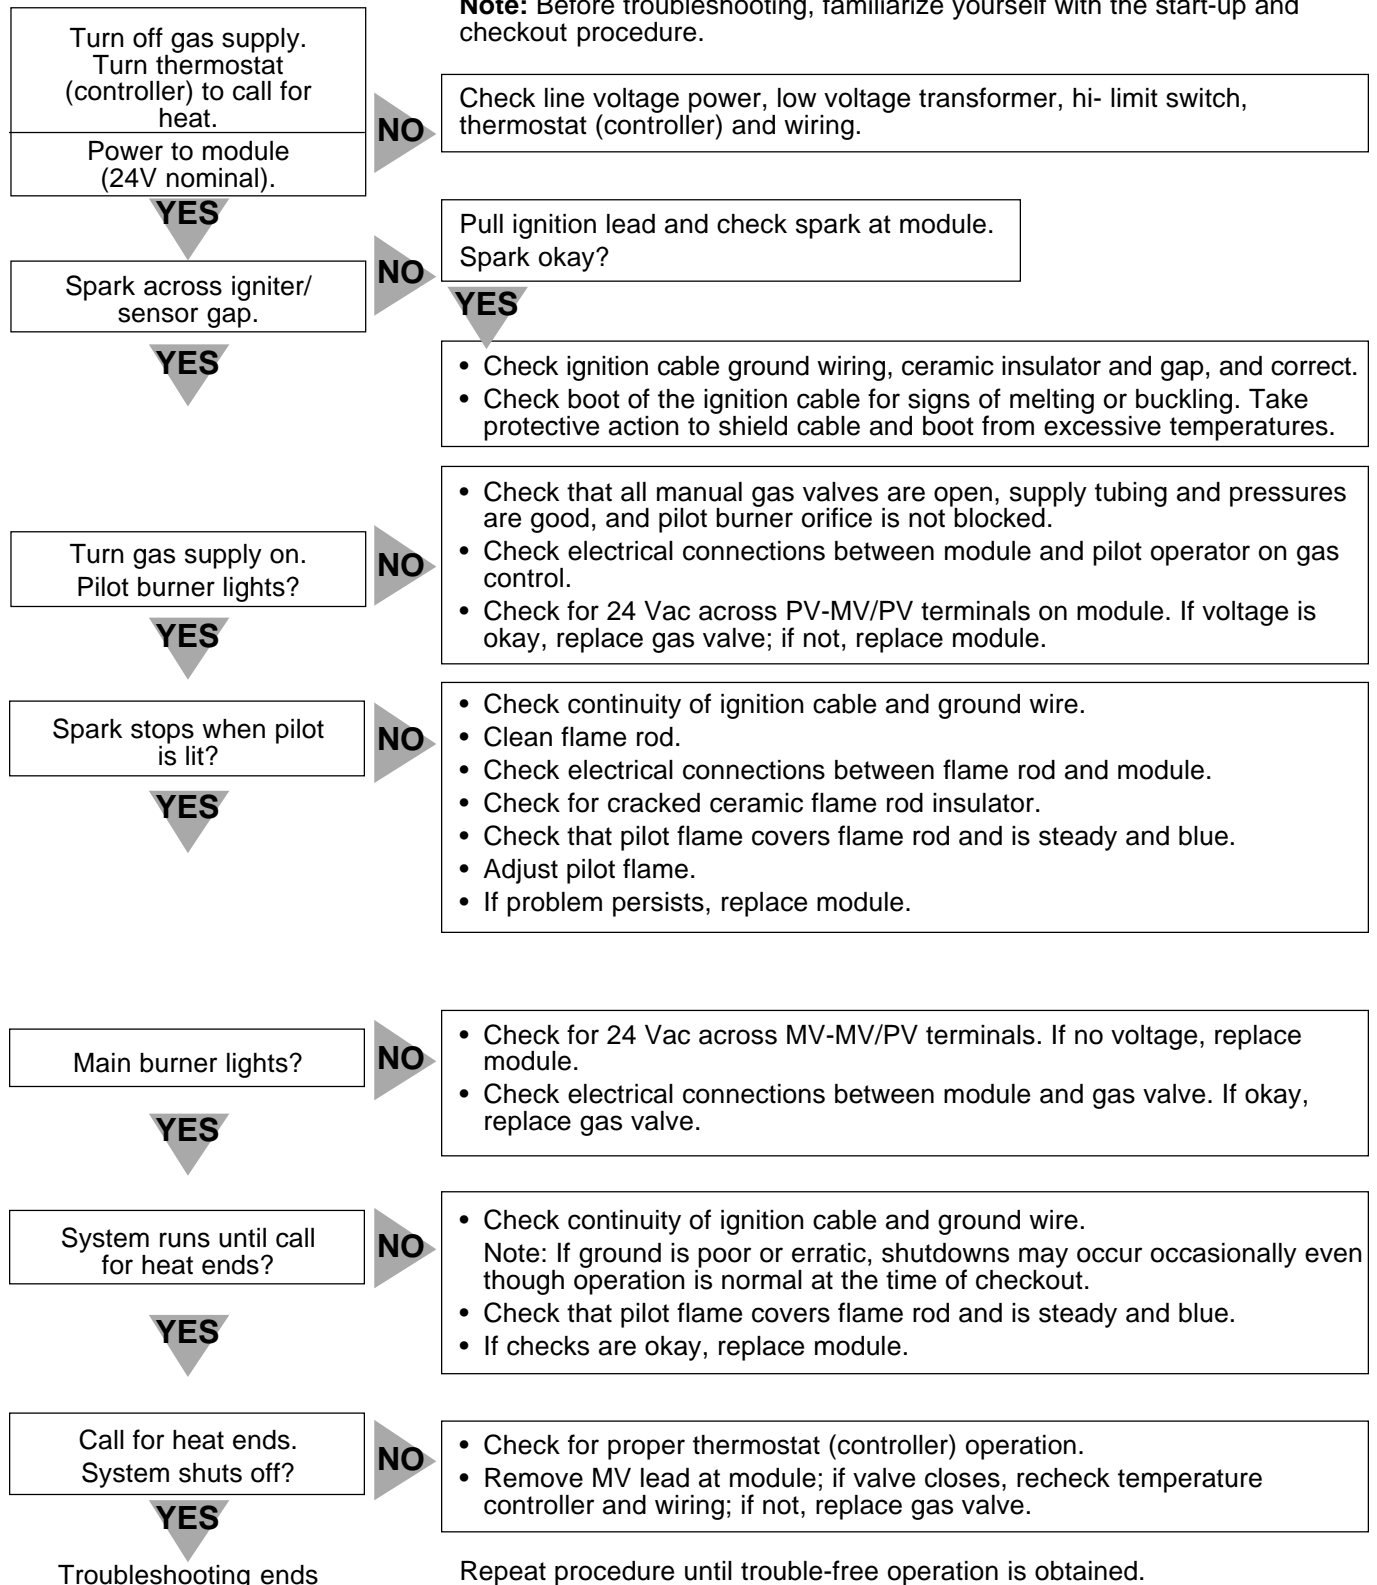 Note: Before troubleshooting, familiarize yourself with the start-up and
checkout procedure.
Turn off gas supply.
Turn thermostat
(controller) to call for
heat.
Power to module
(24V nominal).
NO
Check line voltage power, low voltage transformer, hi- limit switch,
thermostat (controller) and wiring.
YES
Spark across igniter/
sensor gap.
NO
Pull ignition lead and check spark at module.
Spark okay?
YES
• Check ignition cable ground wiring, ceramic insulator and gap, and correct.
• Check boot of the ignition cable for signs of melting or buckling. Take
protective action to shield cable and boot from excessive temperatures.
YES
Turn gas supply on.
Pilot burner lights?
NO
• Check that all manual gas valves are open, supply tubing and pressures
are good, and pilot burner orifice is not blocked.
• Check electrical connections between module and pilot operator on gas
control.
• Check for 24 Vac across PV-MV/PV terminals on module. If voltage is
okay, replace gas valve; if not, replace module.
YES
Spark stops when pilot
is lit?
NO
• Check continuity of ignition cable and ground wire.
• Clean flame rod.
• Check electrical connections between flame rod and module.
• Check for cracked ceramic flame rod insulator.
• Check that pilot flame covers flame rod and is steady and blue.
• Adjust pilot flame.
• If problem persists, replace module.
YES
Main burner lights?
NO
• Check for 24 Vac across MV-MV/PV terminals. If no voltage, replace
module.
• Check electrical connections between module and gas valve. If okay,
replace gas valve.
YES
System runs until call
for heat ends?
NO
• Check continuity of ignition cable and ground wire.
Note: If ground is poor or erratic, shutdowns may occur occasionally even
though operation is normal at the time of checkout.
• Check that pilot flame covers flame rod and is steady and blue.
• If checks are okay, replace module.
YES
Call for heat ends.
System shuts off?
NO
• Check for proper thermostat (controller) operation.
• Remove MV lead at module; if valve closes, recheck temperature
controller and wiring; if not, replace gas valve.
YES
Troubleshooting ends
Repeat procedure until trouble-free operation is obtained.